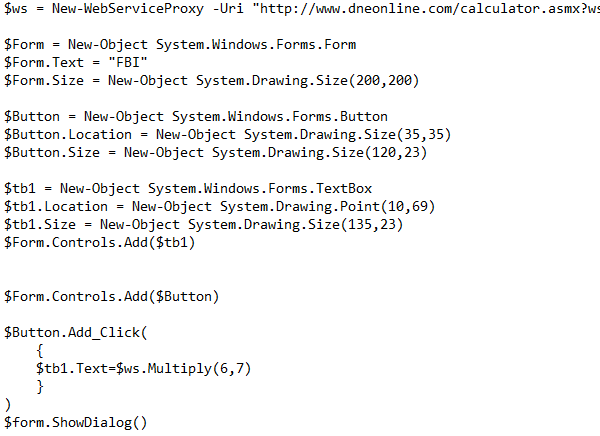 $ws = New-WebServiceProxy -Uri "http://www.dneonline.com/calculator.asmx?ws
$Form = New-Object System.Windows.Forms.Form
$Form.Text = "FBI"
$Form.Size = New-Object System.Drawing.Size(200,200)
$Button = New-Object System.Windows.Forms.Button
$Button.Location = New-Object System.Drawing.Size(35,35)
$Button.Size = New-Object System.Drawing.Size(120,23)
$tb1 = New-Object System.Windows.Forms.TextBox
$tb1.Location = New-Object System.Drawing.Point(10,69)
$tb1.Size = New-Object System.Drawing.Size(135,23)
$Form.Controls.Add($tb1)
$Form.Controls.Add($Button)
$Button.Add_Click(
{
$tb1.Text=$ws.Multiply(6,7)
}
)
$form.ShowDialog()